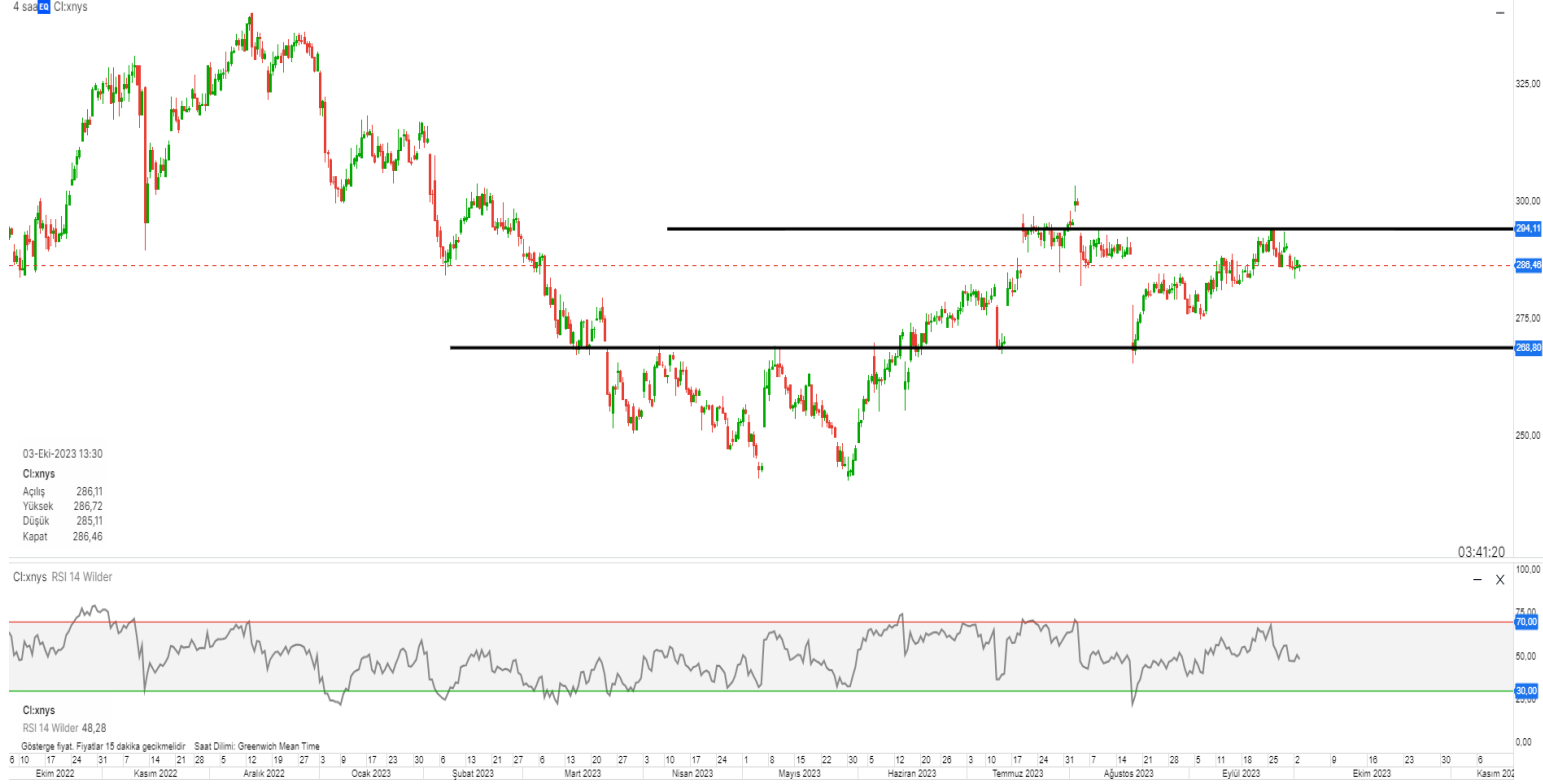 4 saa EQ CI:xnys
325,00
300,00
294,11
286,46
275,00
268,80
250,00
03-Eki-2023 13:30
CI:xnys
Açılış 286,11
Yüksek 286,72
Düşük 285,11
Kapat 286,46
03:41:20
CI:xnys RSI 14 Wilder
100,00
75,00
70,00
50,00
30,00
25,00
0,00
CI:xnys
RSI 14 Wilder 48,28
Gösterge fiyat. Fiyatlar 15 dakika gecikmelidir Saat Dilimi: Greenwich Mean Time
6 10 17 24 31 7 14 21 28 5 12 19 27 3 9 17 23 30 6 13 21 27 6 13 20 27 3 10 17 24 1 8 15 22 30 5 12 20 26 3 10 17 24 31 7 14 21 28 5 11 18 25 2 9 16 23 30 6
Ekim 2022 Kasım 2022 Aralık 2022 Ocak 2023 Şubat 2023 Mart 2023 Nisan 2023 Mayıs 2023 Haziran 2023 Temmuz 2023 Ağustos 2023 Eylül 2023 Ekim 2023 Kasım 202